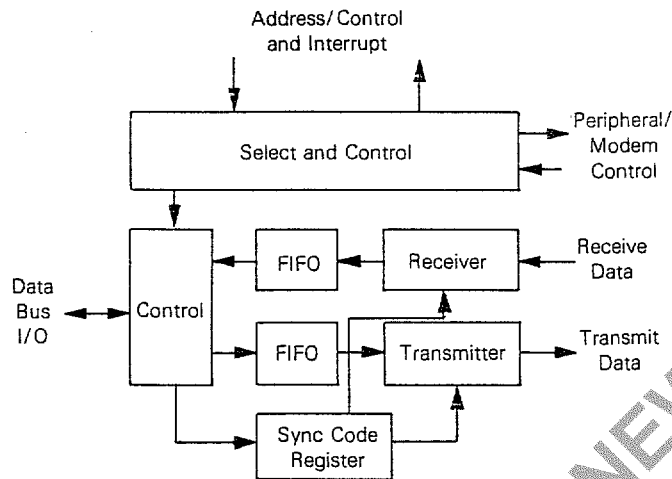 Address/Control
and Interrupt
Select and Control
Peripheral/
Modem
Control
Control
FIFO
Receiver
Receive
Data
Data
Bus
I/O
FIFO
Transmitter
Transmit
Data
Sync Code
Register
NEW